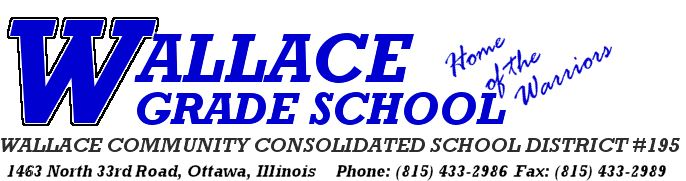 WALLACE
GRADE SCHOOL
Home
of the
Warriors
WALLACE COMMUNITY CONSOLIDATED SCHOOL DISTRICT #195
1463 North 33rd Road, Ottawa, Illinois Phone: (815) 433-2986 Fax: (815) 433-2989